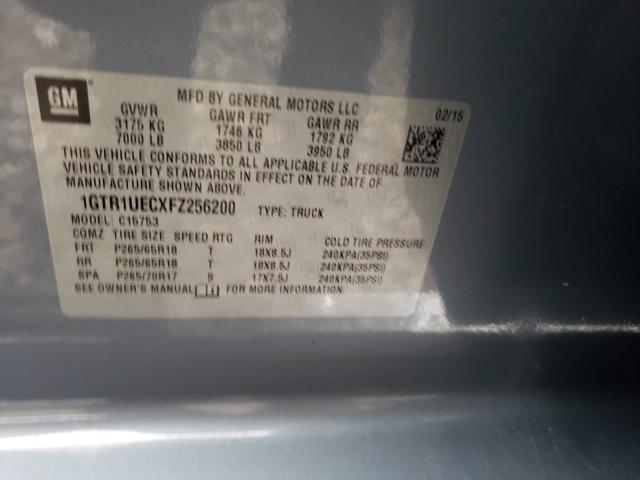 GM
MFD BY GENERAL MOTORS LLC 02/15
GVWR GAWR FRT GAWR RR
3175 KG 1746 KG 1792 KG
7000 LB 3850 LB 3950 LB
THIS VEHICLE CONFORMS TO ALL APPLICABLE U.S. FEDERAL MOTOR
VEHICLE SAFETY STANDARDS IN EFFECT ON THE DATE OF
MANUFACTURE SHOWN ABOVE.
1GTR1UECXFZ256200 TYPE: TRUCK
MODEL: C15753
CQMZ TIRE SIZE SPEED RTG RIM COLD TIRE PRESSURE
FRT P265/65R18 T 18X8.5J 240KPA(35PSI)
RR P265/65R18 T 18X8.5J 240KPA(35PSI)
SPA P265/70R17 S 17X7.5J 240KPA(35PSI)
SEE OWNER'S MANUAL FOR MORE INFORMATION.